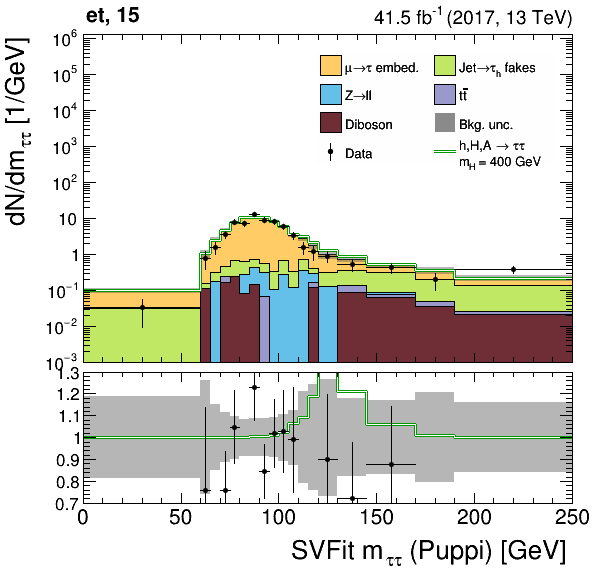 et, 15
41.5 fb⁻¹ (2017, 13 TeV)
dN/dm_ττ [1/GeV]
10⁶
10⁵
10⁴
10³
10²
10
1
10⁻¹
10⁻²
10⁻³
μ→τ embed.
Jet→τ_h fakes
Z→ll
tt̄
Diboson
Bkg. unc.
Data
h,H,A → ττ
m_H = 400 GeV
1.3
1.2
1.1
1
0.9
0.8
0.7
0 50 100 150 200 250
SVFit m_ττ (Puppi) [GeV]